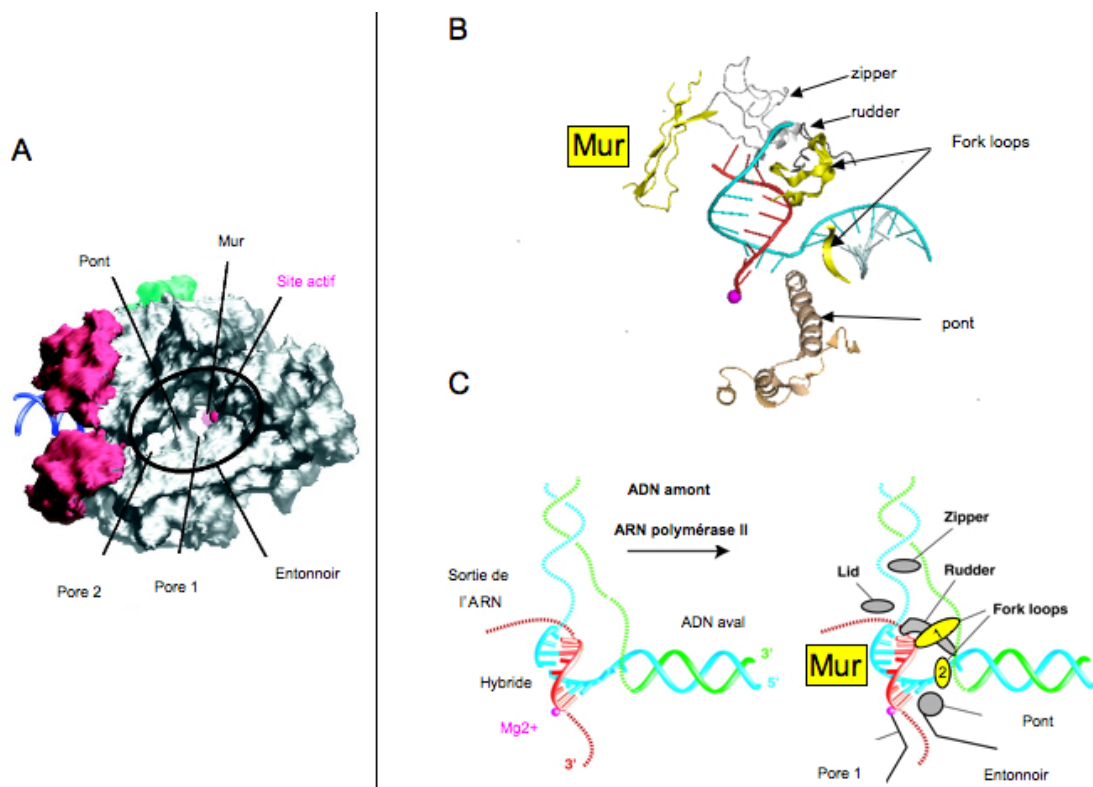 A
Mur
Pont
Site actif
Pore 2
Pore 1
Entonnoir
B
zipper
rudder
Mur
Fork loops
pont
C
ADN amont
ARN polymérase II
Sortie de
l'ARN
ADN aval
3'
5'
Hybride
Mg2+
3'
Zipper
Lid
Rudder
Fork loops
Mur
1
2
Pont
Pore 1
Entonnoir